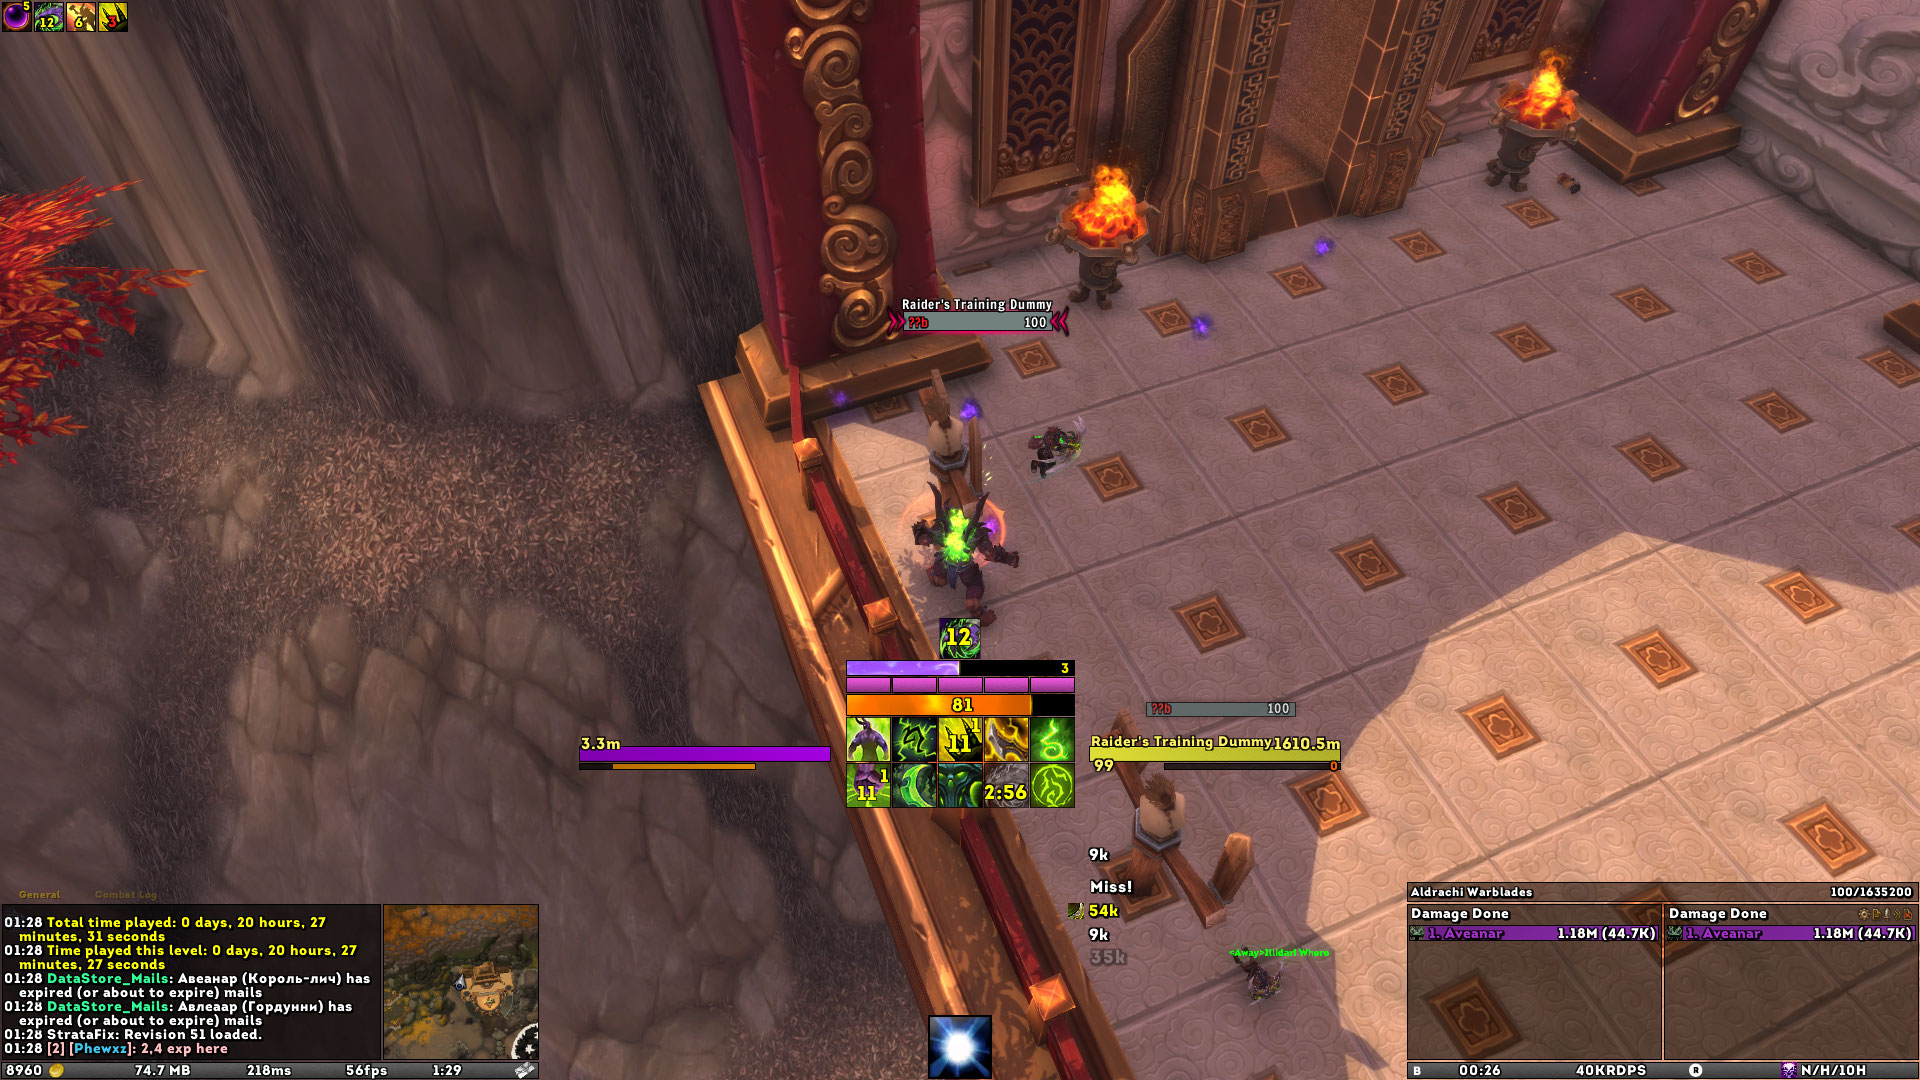 5
12
6
3
Raider's Training Dummy
??b
100
12
3
81
11
1
1
11
2:56
3.3m
??b
100
Raider's Training Dummy
1610.5m
99
0
9k
Miss!
54k
9k
35k
<Away>Illidari Whoro
General
Combat Log
01:28 Total time played: 0 days, 20 hours, 27
minutes, 31 seconds
01:28 Time played this level: 0 days, 20 hours, 27
minutes, 27 seconds
01:28 DataStore_Mails: Авеанар (Король-лич) has
expired (or about to expire) mails
01:28 DataStore_Mails: Авлеаар (Гордунни) has
expired (or about to expire) mails
01:28 StrataFix: Revision 51 loaded.
01:28 [2] [Phewxz]: 2,4 exp here
8960
74.7 MB
218ms
56fps
1:29
Aldrachi Warblades
100/1635200
Damage Done
Damage Done
1. Aveanar
1.18M (44.7K)
1. Aveanar
1.18M (44.7K)
B
00:26
40KRDPS
R
N/H/10H